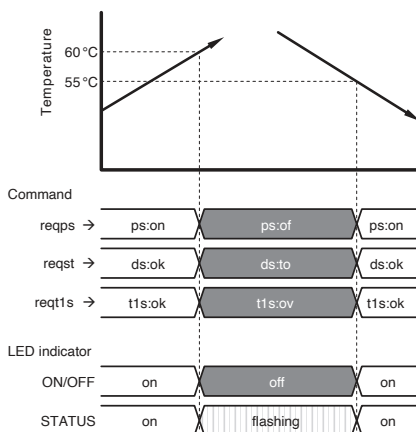 Temperature
60 °C
55 °C
Command
reqps → ps:on ps:of ps:on
reqst → ds:ok ds:to ds:ok
reqt1s → t1s:ok t1s:ov t1s:ok
LED indicator
ON/OFF on off on
STATUS on flashing on